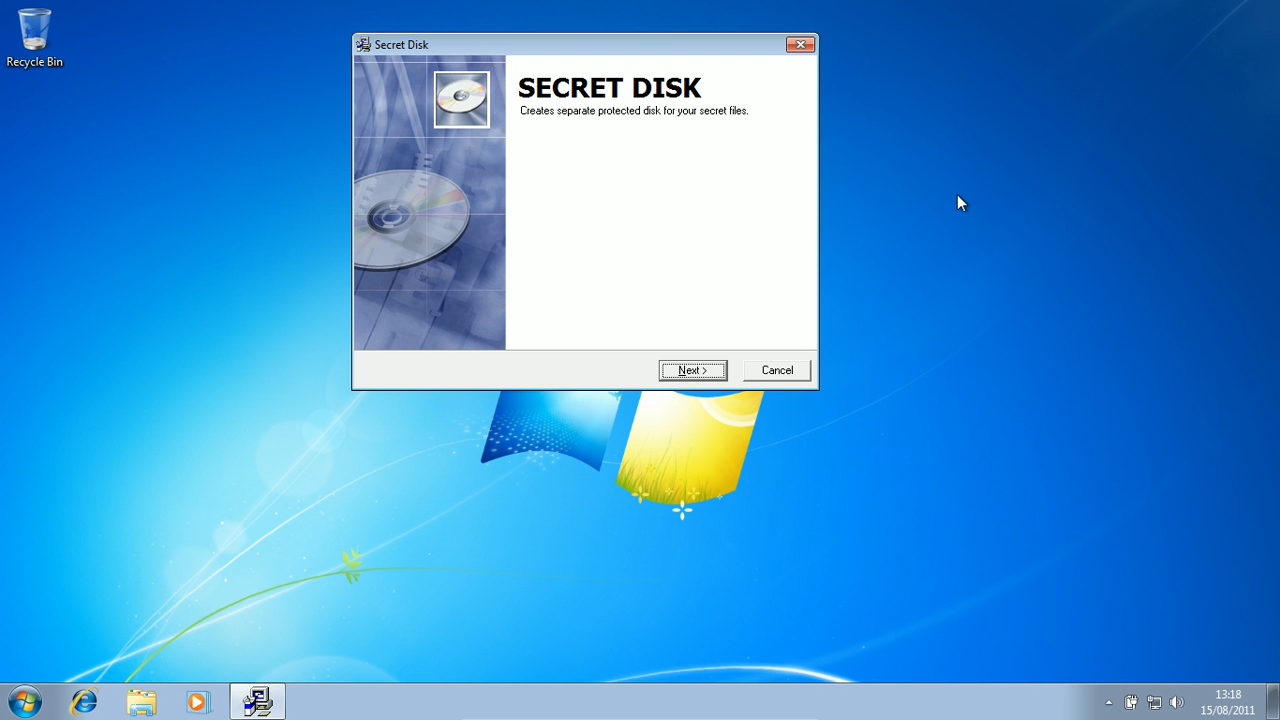 Recycle Bin
Secret Disk
SECRET DISK
Creates separate protected disk for your secret files.
Next >
Cancel
13:18
15/08/2011